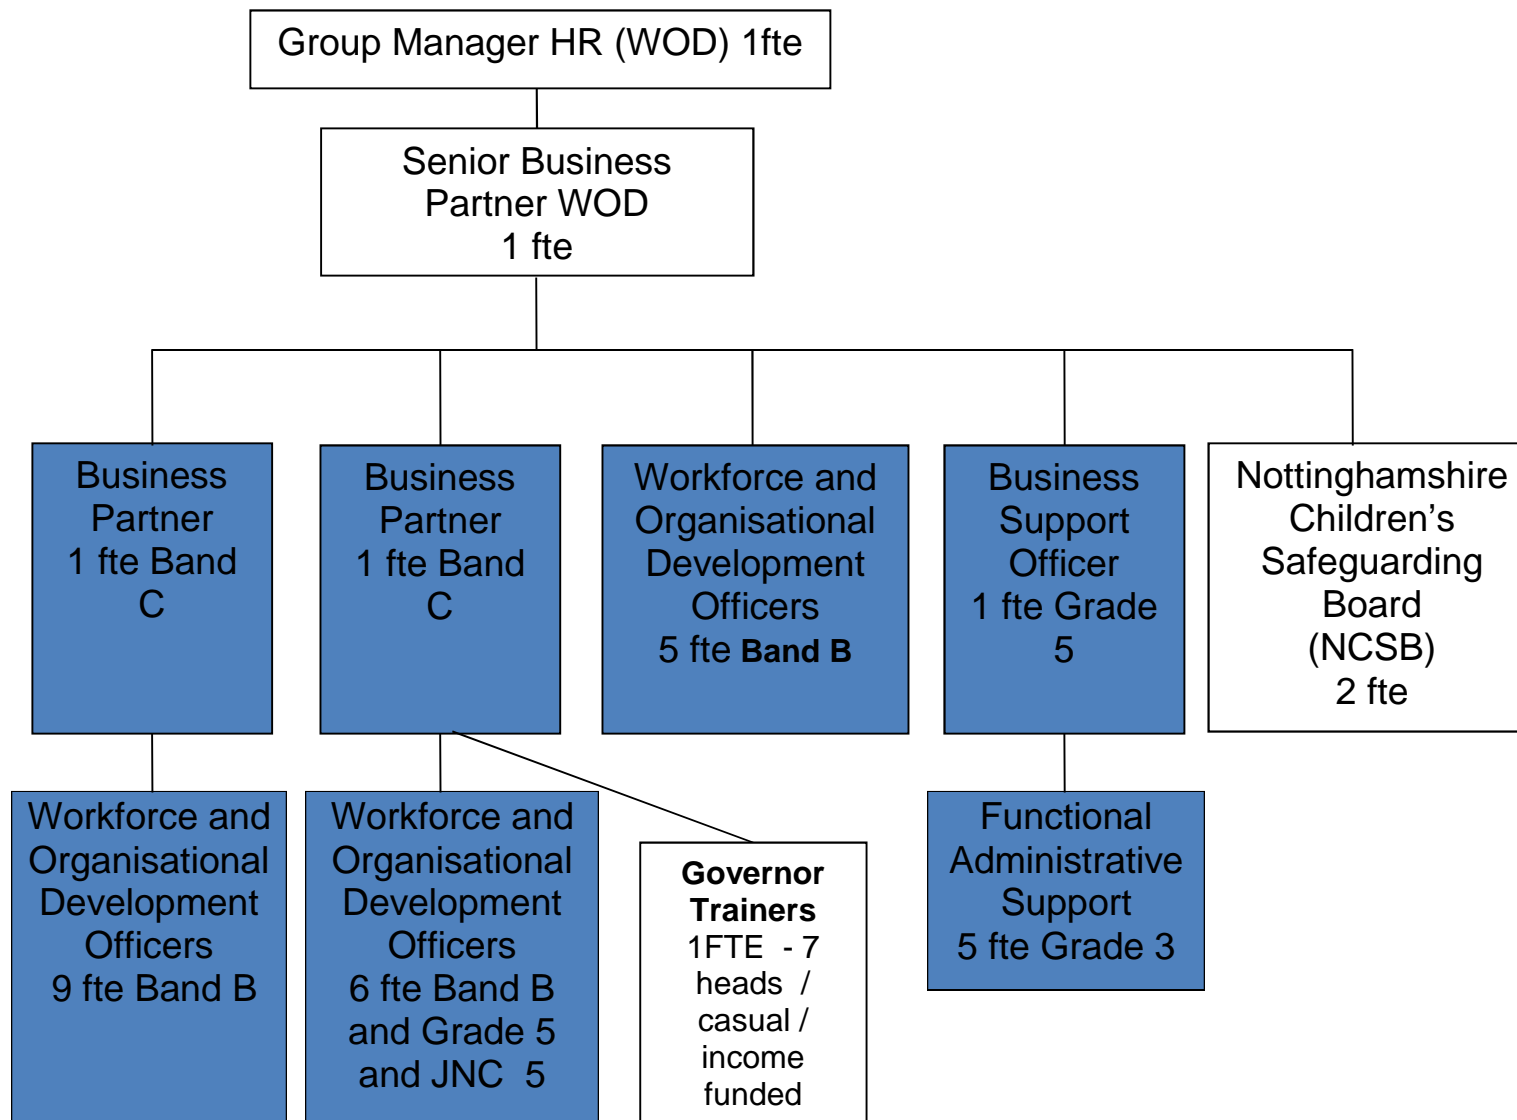 Group Manager HR (WOD) 1fte
Senior Business
Partner WOD
1 fte
Business
Partner
1 fte Band
C
Business
Partner
1 fte Band
C
Workforce and
Organisational
Development
Officers
5 fte Band B
Business
Support
Officer
1 fte Grade
5
Nottinghamshire
Children’s
Safeguarding
Board
(NCSB)
2 fte
Workforce and
Organisational
Development
Officers
9 fte Band B
Workforce and
Organisational
Development
Officers
6 fte Band B
and Grade 5
and JNC 5
Governor
Trainers
1FTE - 7
heads /
casual /
income
funded
Functional
Administrative
Support
5 fte Grade 3